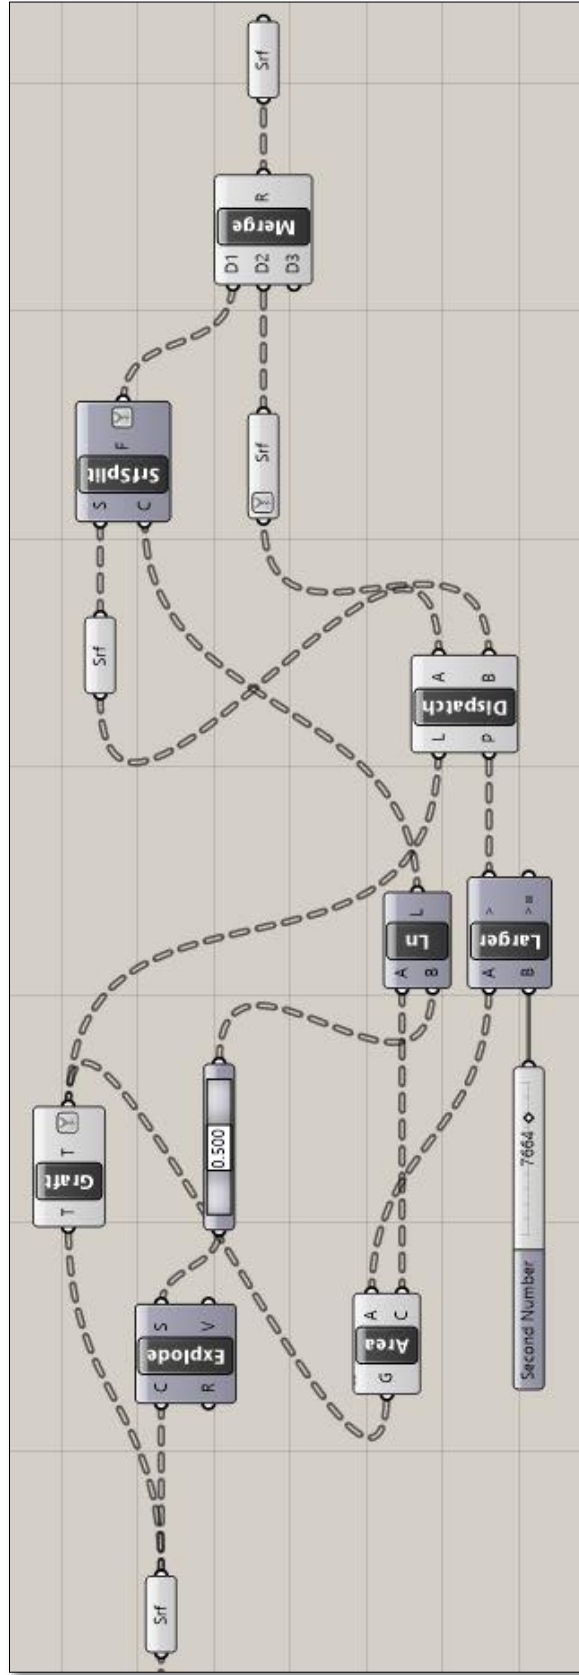 Srf
Graft
T
T
Explode
C
R
S
V
0.500
Area
G
A
C
Second Number
7664
Ln
A
B
L
Larger
A
B
>
>=
Dispatch
L
P
A
B
Srf
SrfSplit
S
C
F
Srf
Merge
D1
D2
D3
R
Srf